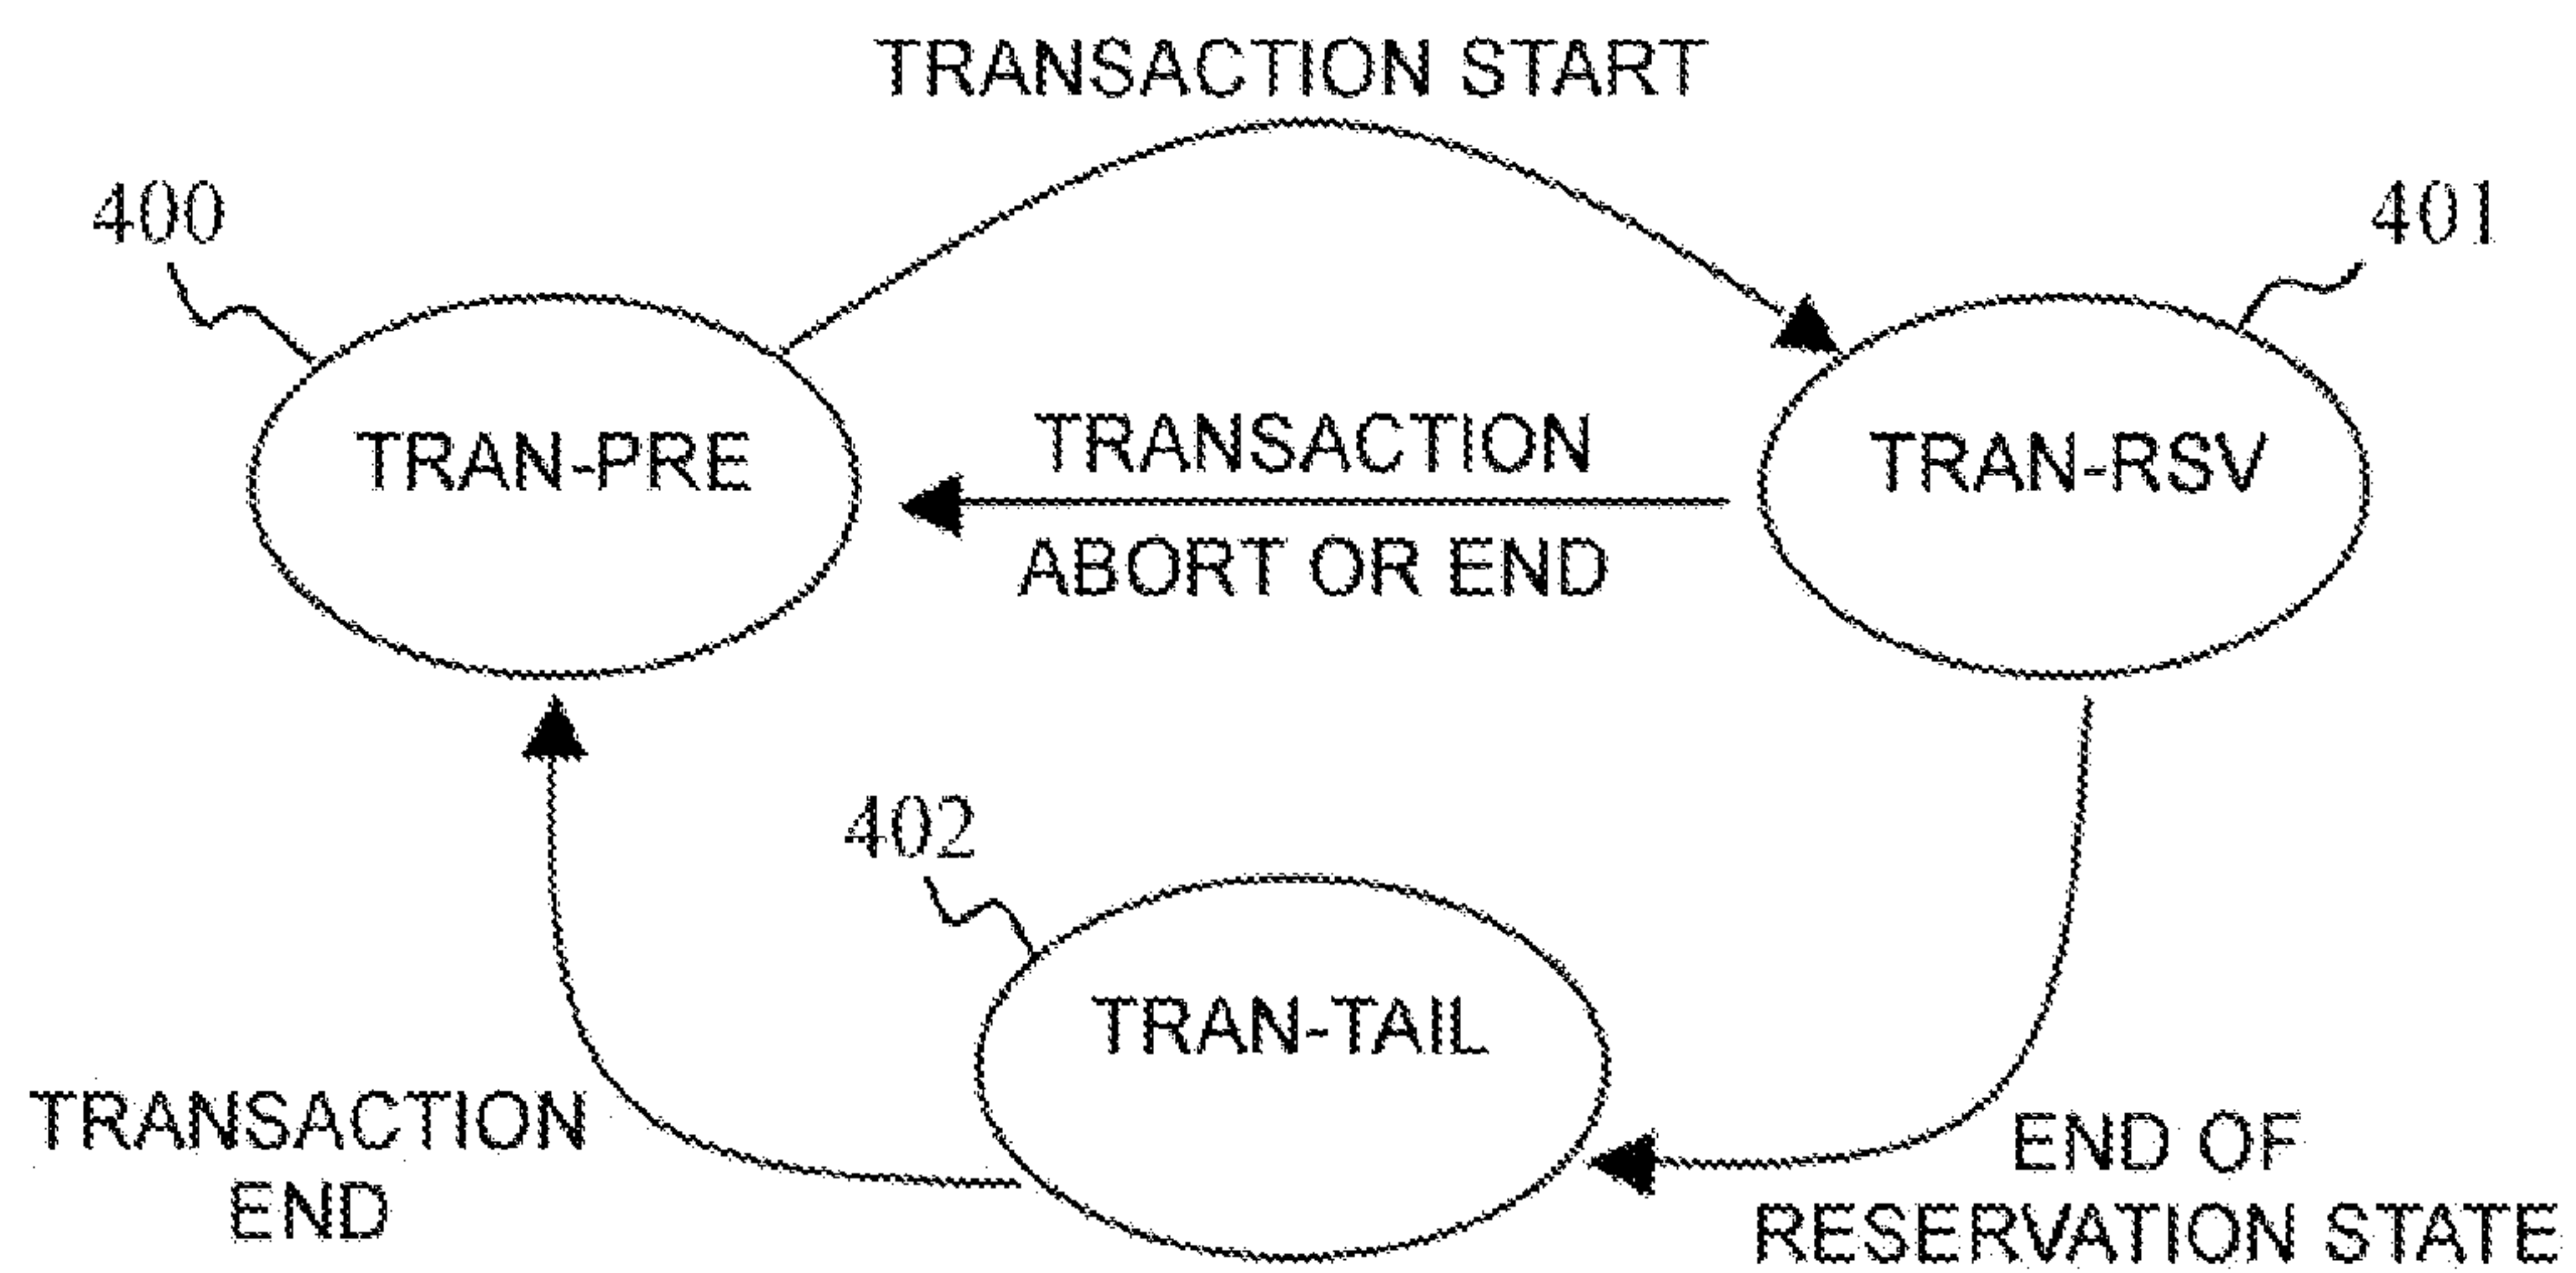 TRANSACTION START
400
401
TRAN-PRE
TRANSACTION
ABORT OR END
TRAN-RSV
402
TRAN-TAIL
TRANSACTION
END
END OF
RESERVATION STATE